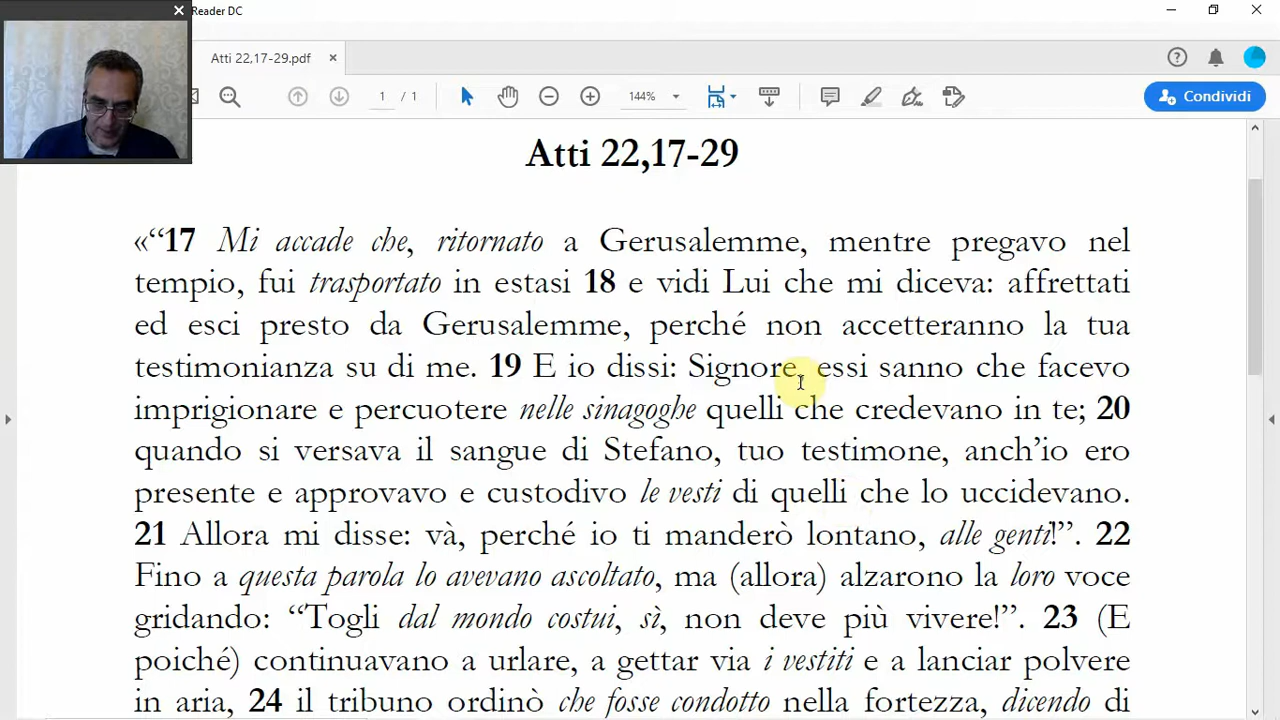 Reader DC
Atti 22,17-29.pdf
1 / 1
144%
Condividi
Atti 22,17-29
«“17 Mi accade che, ritornato a Gerusalemme, mentre pregavo nel
tempio, fui trasportato in estasi 18 e vidi Lui che mi diceva: affrettati
ed esci presto da Gerusalemme, perché non accetteranno la tua
testimonianza su di me. 19 E io dissi: Signore, essi sanno che facevo
imprigionare e percuotere nelle sinagoghe quelli che credevano in te; 20
quando si versava il sangue di Stefano, tuo testimone, anch’io ero
presente e approvavo e custodivo le vesti di quelli che lo uccidevano.
21 Allora mi disse: và, perché io ti manderò lontano, alle genti!”. 22
Fino a questa parola lo avevano ascoltato, ma (allora) alzarono la loro voce
gridando: “Togli dal mondo costui, sì, non deve più vivere!”. 23 (E
poiché) continuavano a urlare, a gettar via i vestiti e a lanciar polvere
in aria, 24 il tribuno ordinò che fosse condotto nella fortezza, dicendo di